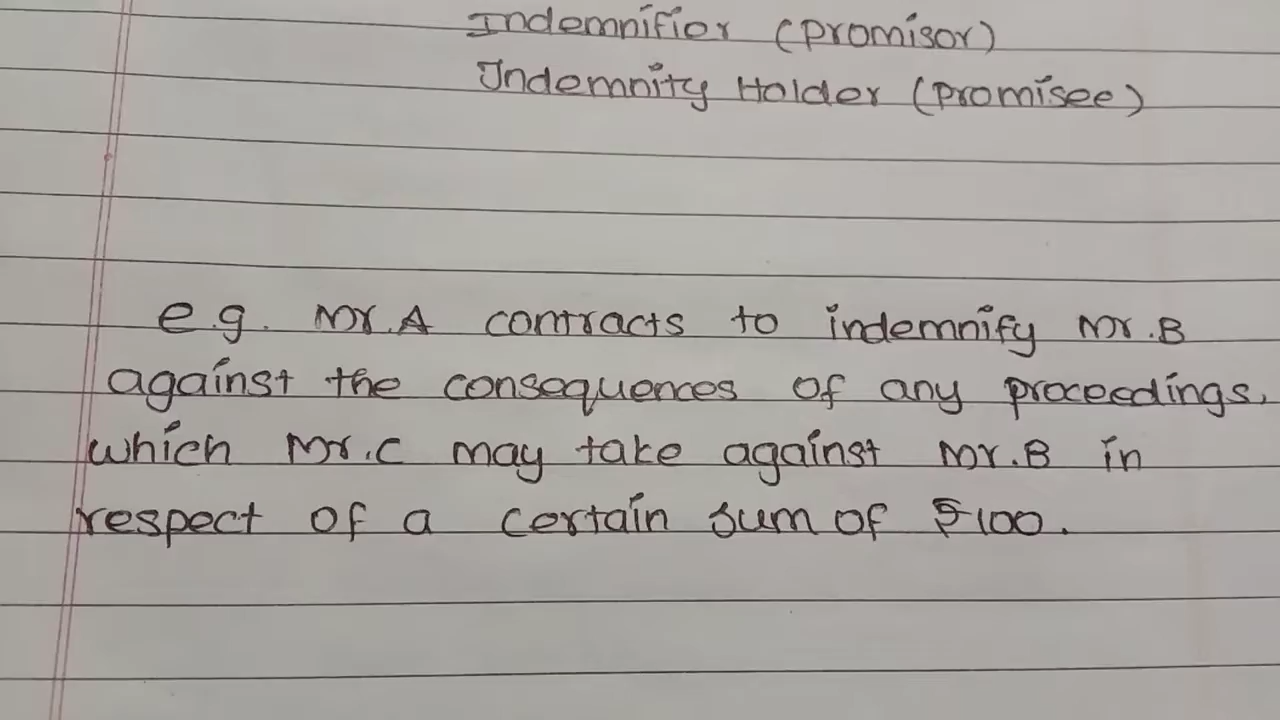 Indemnifier (Promisor)
Indemnity Holder (Promisee)
e.g. Mr.A contracts to indemnify Mr.B
against the consequences of any proceedings,
which Mr.C may take against Mr.B in
respect of a certain sum of ₹100.